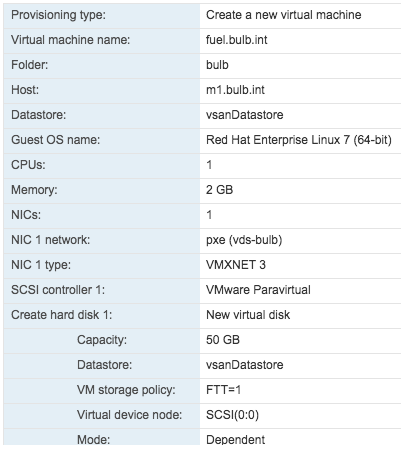 Provisioning type: Create a new virtual machine
Virtual machine name: fuel.bulb.int
Folder: bulb
Host: m1.bulb.int
Datastore: vsanDatastore
Guest OS name: Red Hat Enterprise Linux 7 (64-bit)
CPUs: 1
Memory: 2 GB
NICs: 1
NIC 1 network: pxe (vds-bulb)
NIC 1 type: VMXNET 3
SCSI controller 1: VMware Paravirtual
Create hard disk 1: New virtual disk
Capacity: 50 GB
Datastore: vsanDatastore
VM storage policy: FTT=1
Virtual device node: SCSI(0:0)
Mode: Dependent